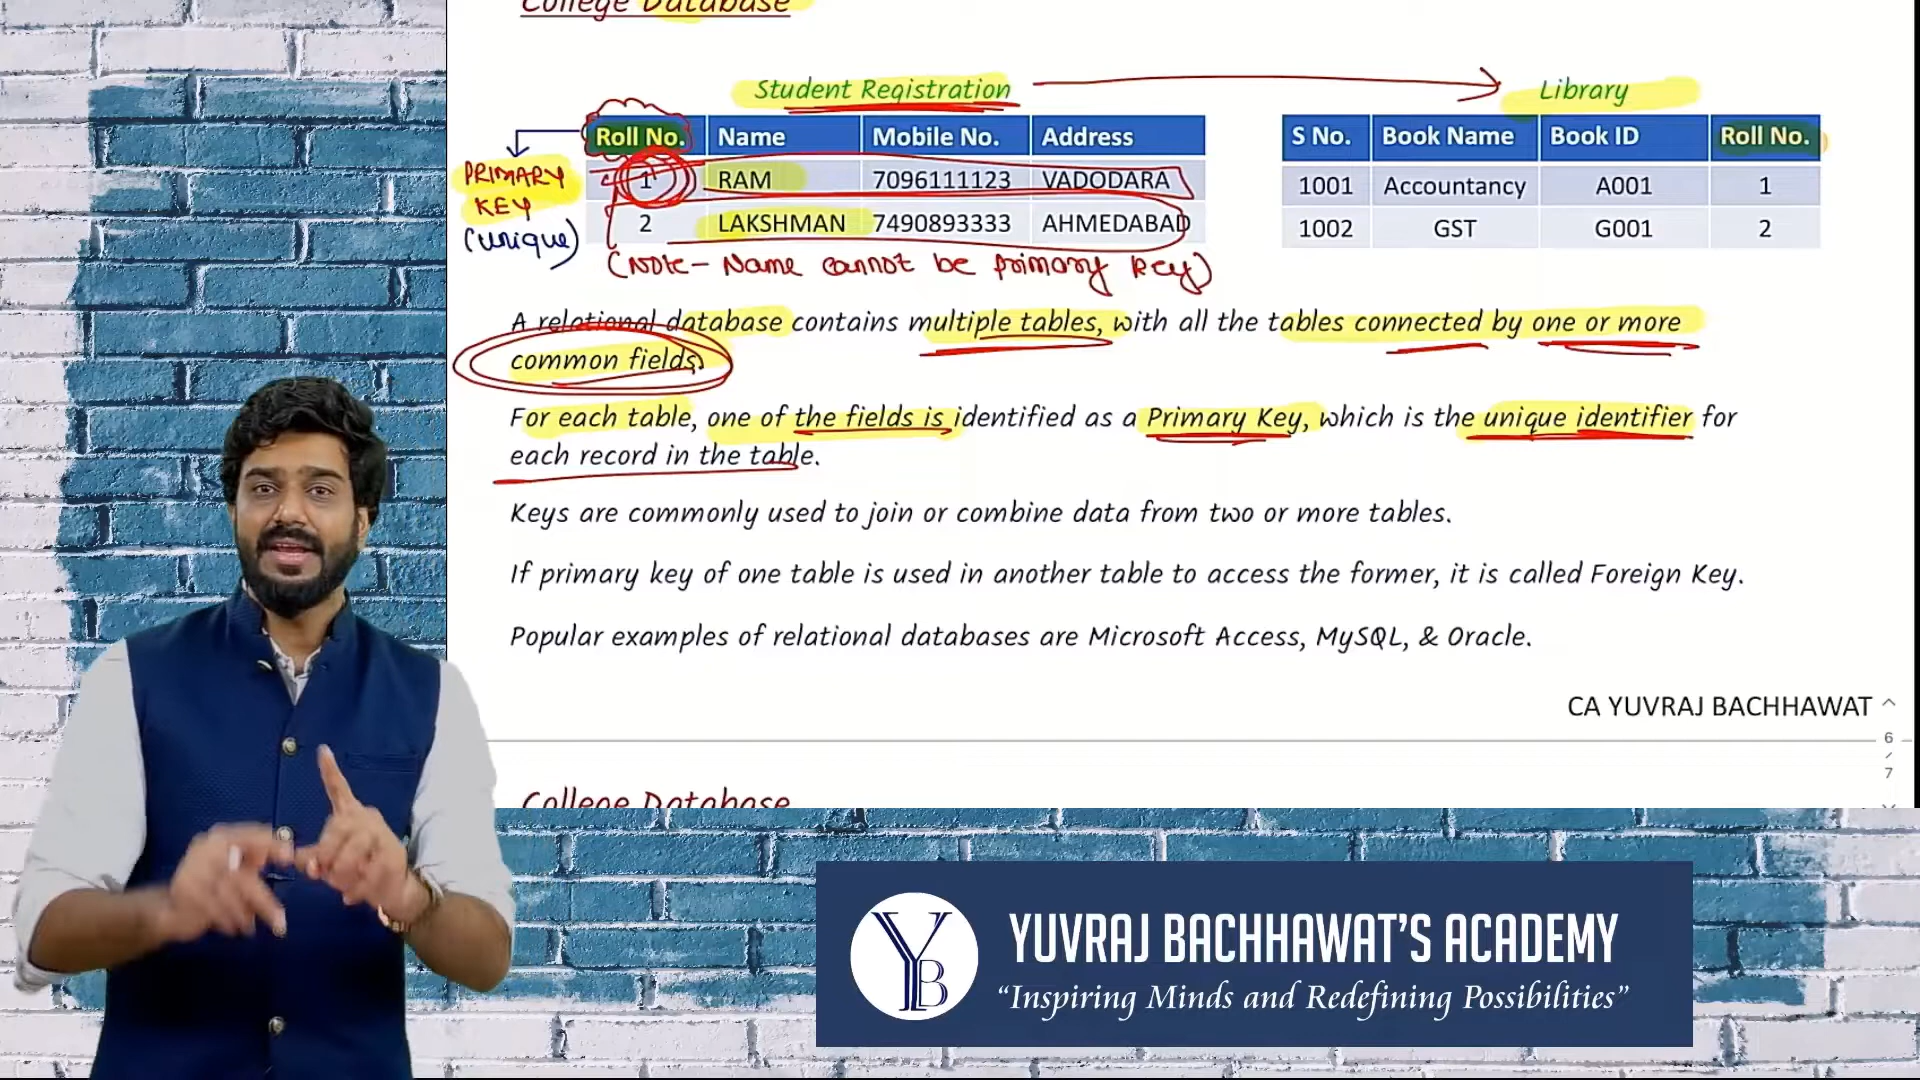 College Database
Student Registration
Library
Roll No. Name Mobile No. Address
1 RAM 7096111123 VADODARA
2 LAKSHMAN 7490893333 AHMEDABAD
S No. Book Name Book ID Roll No.
1001 Accountancy A001 1
1002 GST G001 2
PRIMARY
KEY
(unique)
(Note - Name cannot be primary key)
A relational database contains multiple tables, with all the tables connected by one or more
common fields.
For each table, one of the fields is identified as a Primary Key, which is the unique identifier for
each record in the table.
Keys are commonly used to join or combine data from two or more tables.
If primary key of one table is used in another table to access the former, it is called Foreign Key.
Popular examples of relational databases are Microsoft Access, MySQL, & Oracle.
CA YUVRAJ BACHHAWAT
6
/
7
College Database
YB
YUVRAJ BACHHAWAT'S ACADEMY
"Inspiring Minds and Redefining Possibilities"